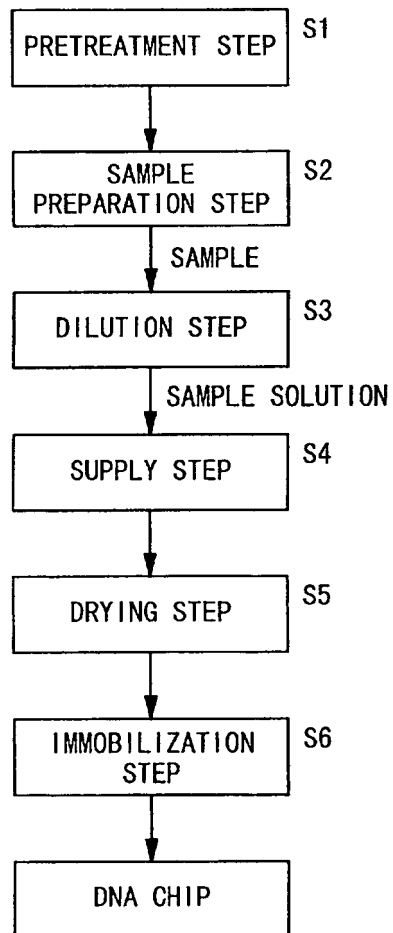 PRETREATMENT STEP
S1
SAMPLE
PREPARATION STEP
S2
SAMPLE
DILUTION STEP
S3
SAMPLE SOLUTION
SUPPLY STEP
S4
DRYING STEP
S5
IMMOBILIZATION
STEP
S6
DNA CHIP